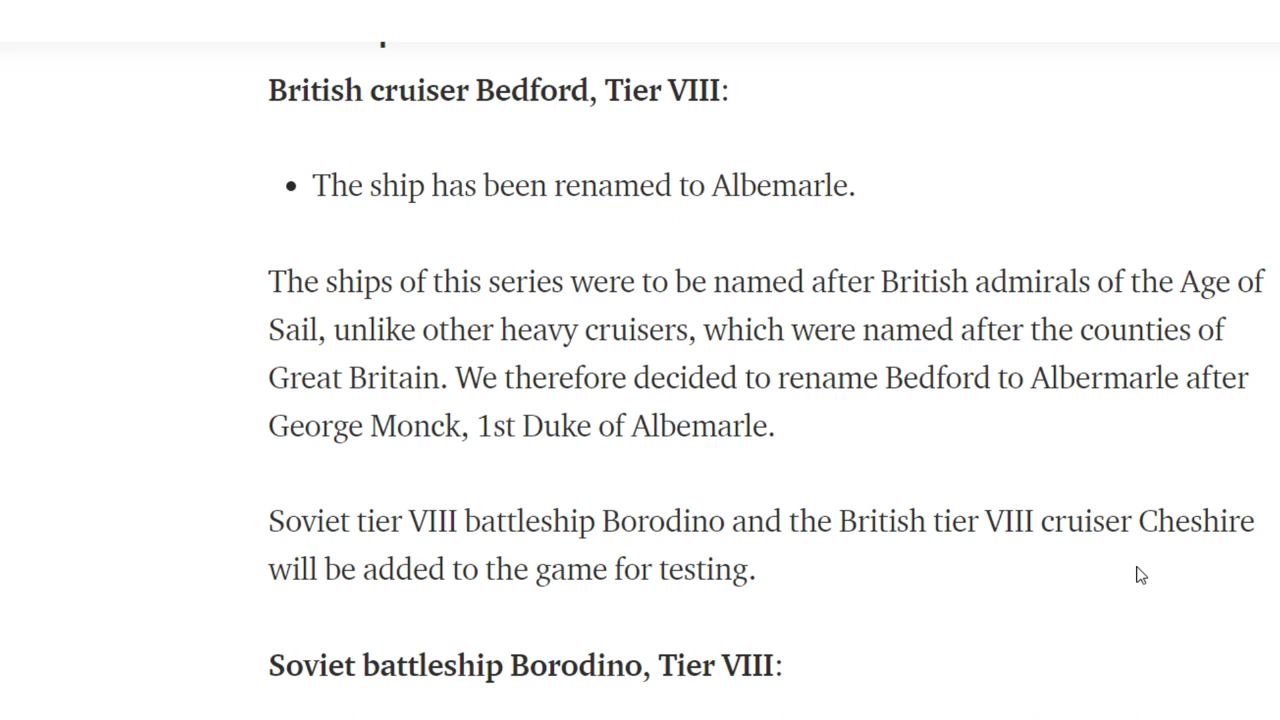 British cruiser Bedford, Tier VIII:
• The ship has been renamed to Albemarle.
The ships of this series were to be named after British admirals of the Age of
Sail, unlike other heavy cruisers, which were named after the counties of
Great Britain. We therefore decided to rename Bedford to Albermarle after
George Monck, 1st Duke of Albemarle.
Soviet tier VIII battleship Borodino and the British tier VIII cruiser Cheshire
will be added to the game for testing.
Soviet battleship Borodino, Tier VIII: